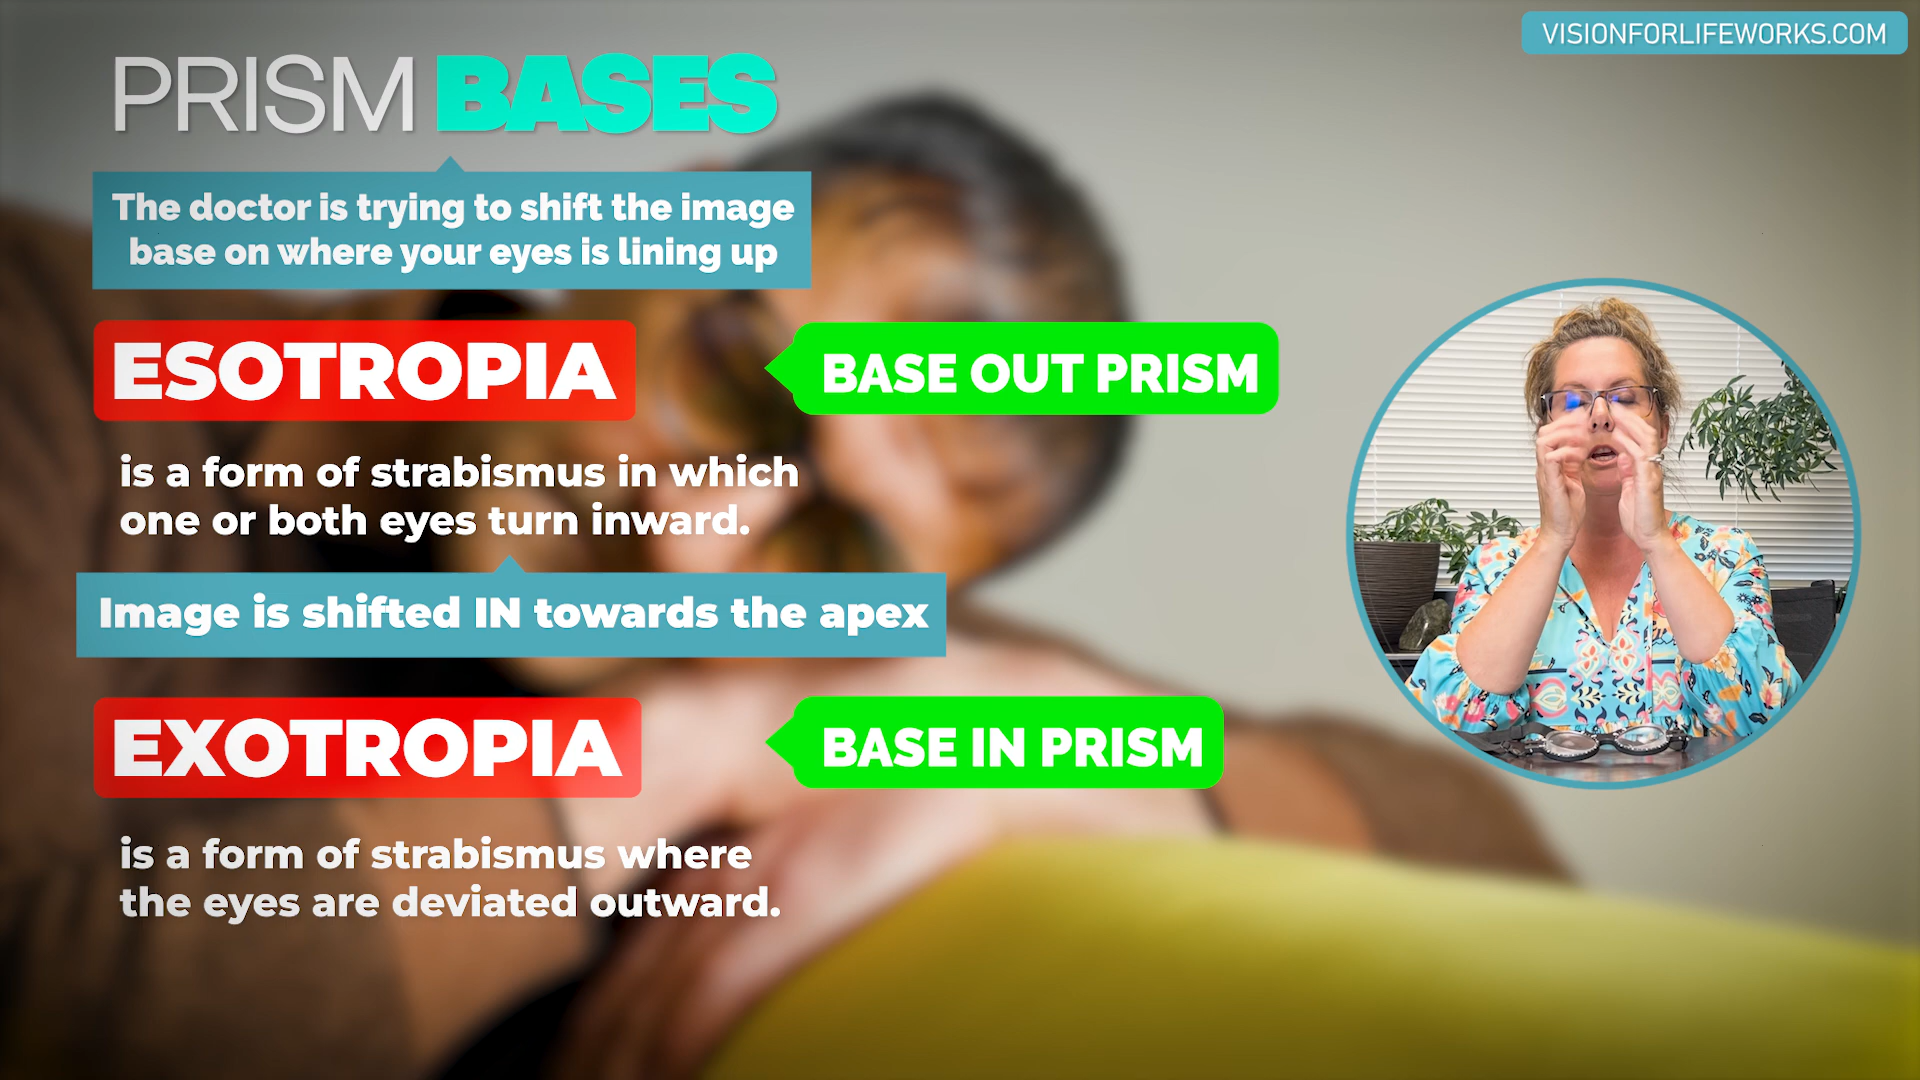 VISIONFORLIFEWORKS.COM
PRISM BASES
The doctor is trying to shift the image
base on where your eyes is lining up
ESOTROPIA
BASE OUT PRISM
is a form of strabismus in which
one or both eyes turn inward.
Image is shifted IN towards the apex
EXOTROPIA
BASE IN PRISM
is a form of strabismus where
the eyes are deviated outward.